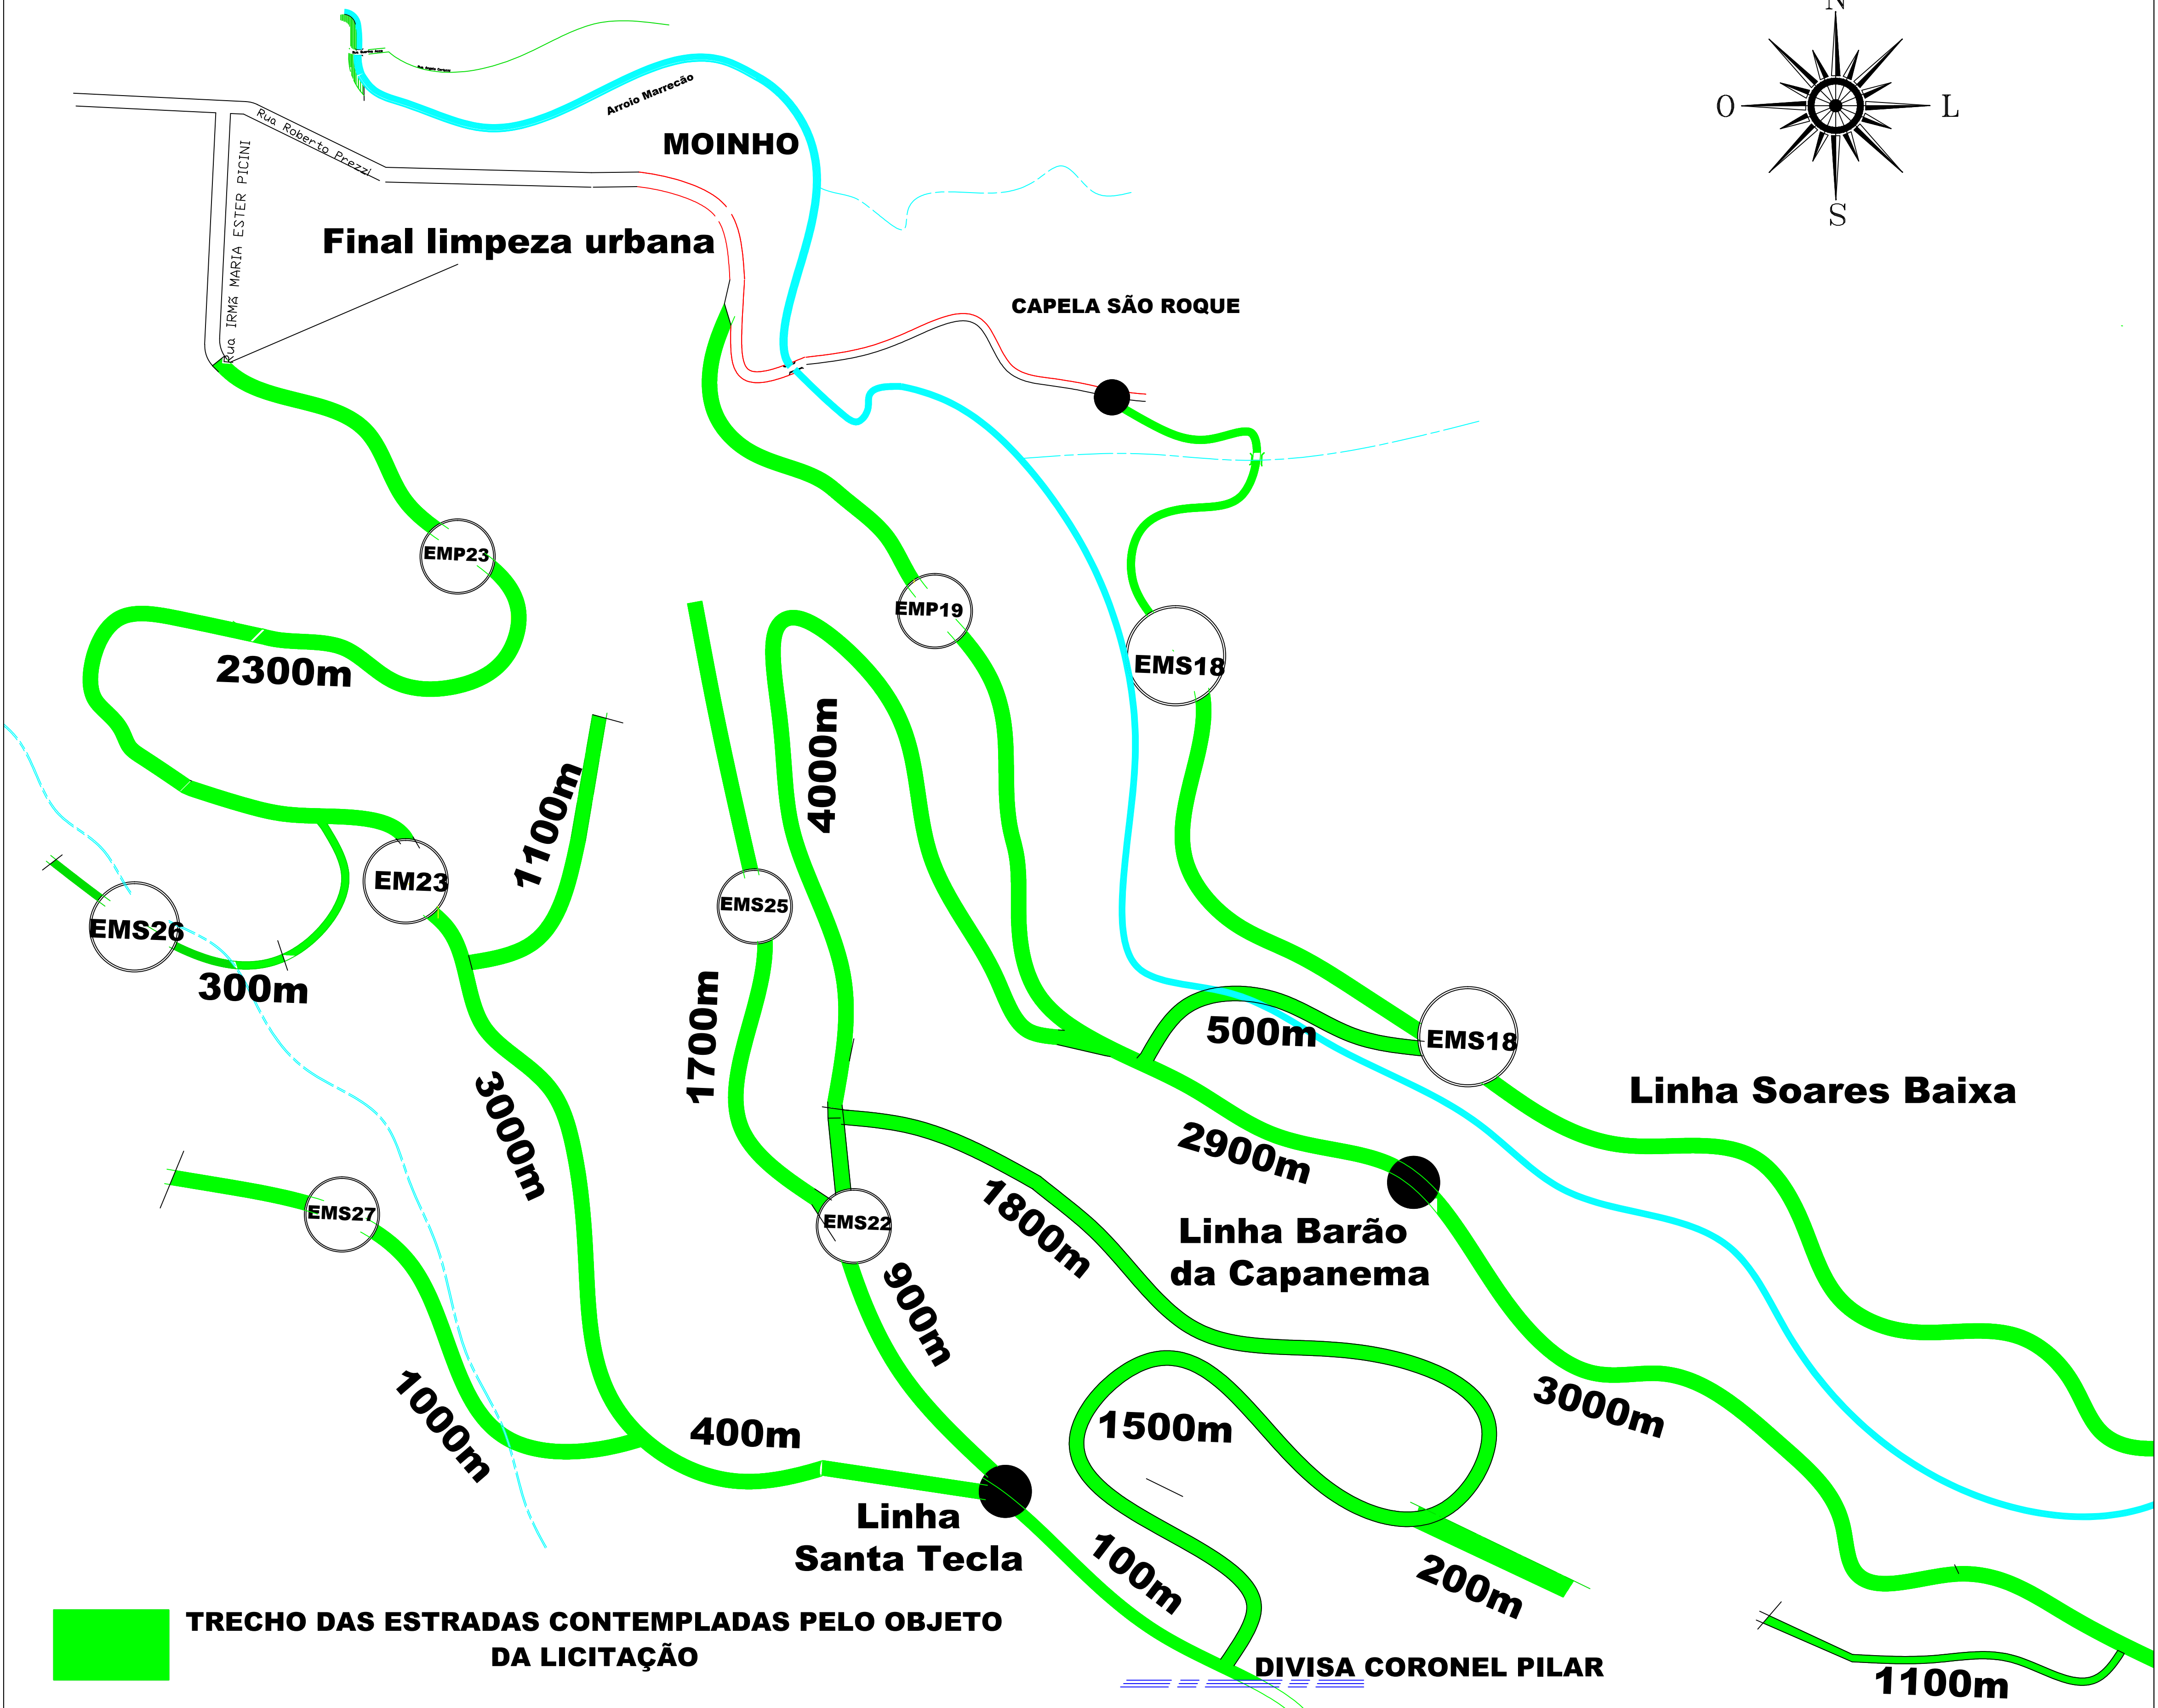 N
O
L
S
Arroio Marrecão
MOINHO
Rua Roberto Prezzi
Rua IRMã MARIA ESTER PICINI
Final limpeza urbana
CAPELA SÃO ROQUE
EMP23
EMP19
EMS18
2300m
4000m
1100m
EM23
EMS25
EMS26
300m
1700m
500m
EMS18
Linha Soares Baixa
3000m
2900m
EMS27
EMS22
1800m
Linha Barão
da Capanema
900m
1000m
400m
1500m
3000m
Linha
Santa Tecla
100m
200m
TRECHO DAS ESTRADAS CONTEMPLADAS PELO OBJETO
DA LICITAÇÃO
DIVISA CORONEL PILAR
1100m